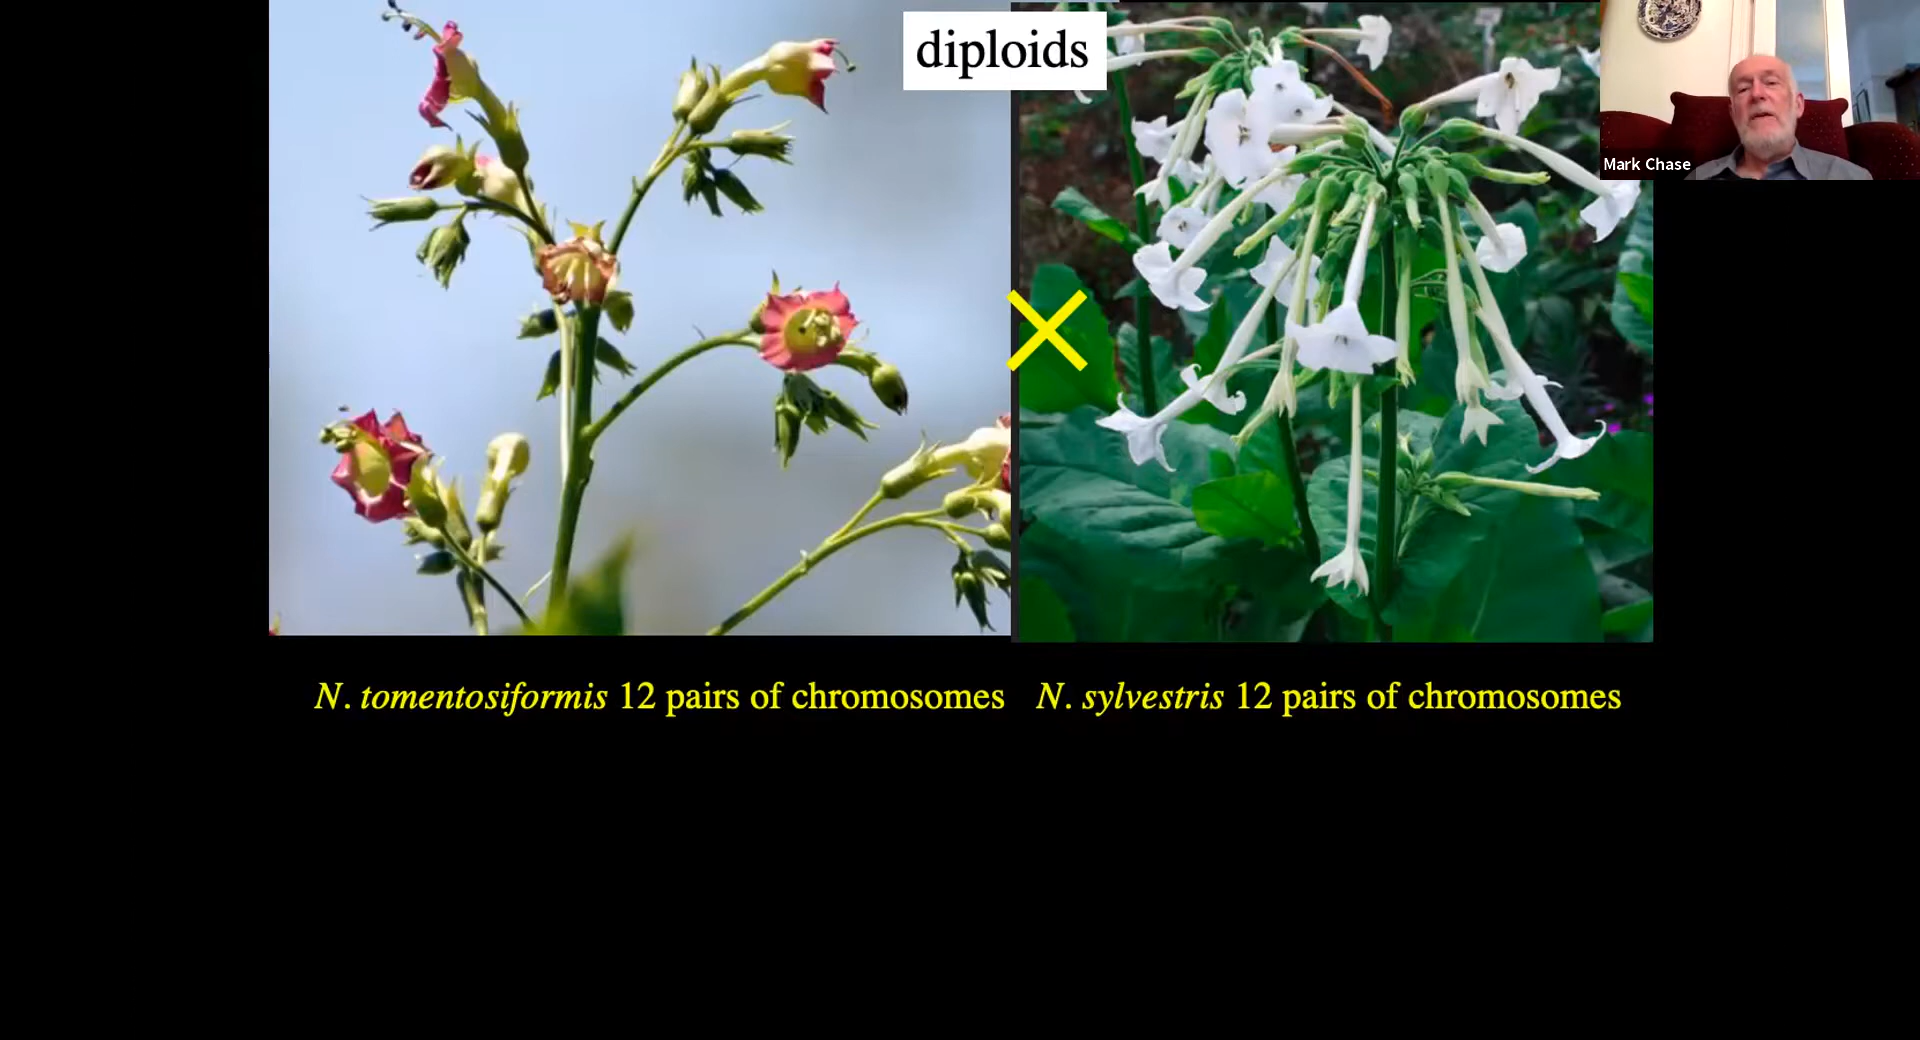 diploids
Mark Chase
N. tomentosiformis 12 pairs of chromosomes
N. sylvestris 12 pairs of chromosomes